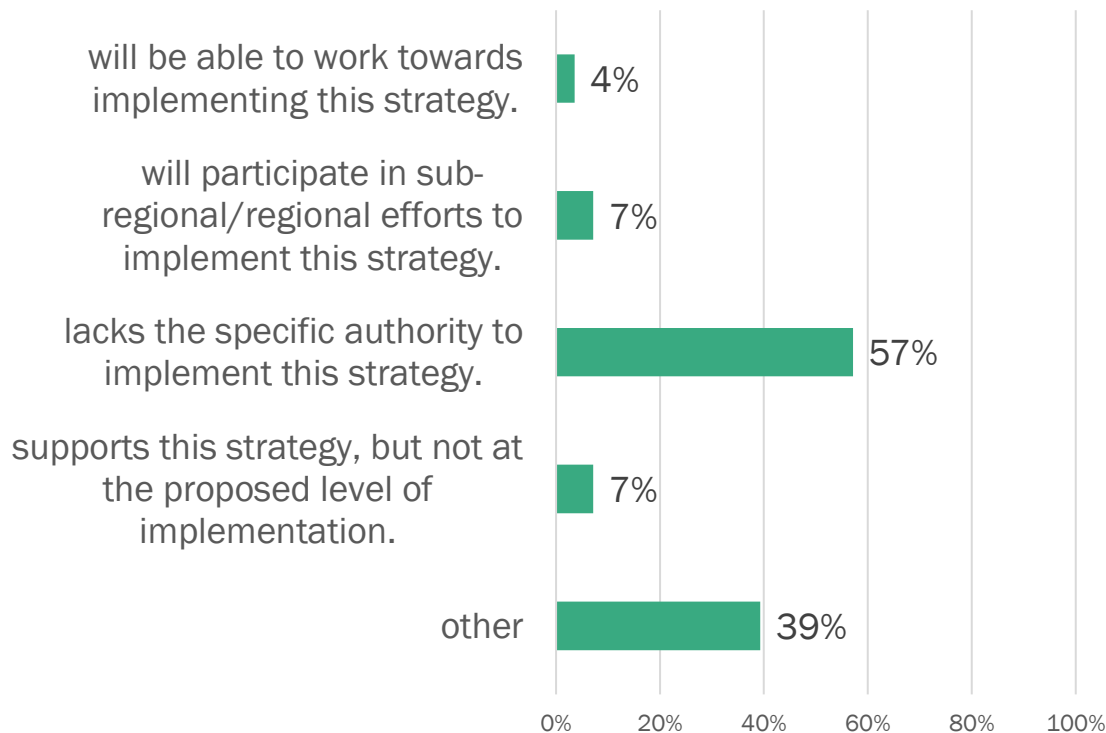 will be able to work towards
implementing this strategy.
4%
will participate in sub-
regional/regional efforts to
implement this strategy.
7%
lacks the specific authority to
implement this strategy.
57%
supports this strategy, but not at
the proposed level of
implementation.
7%
other
39%
0% 20% 40% 60% 80% 100%